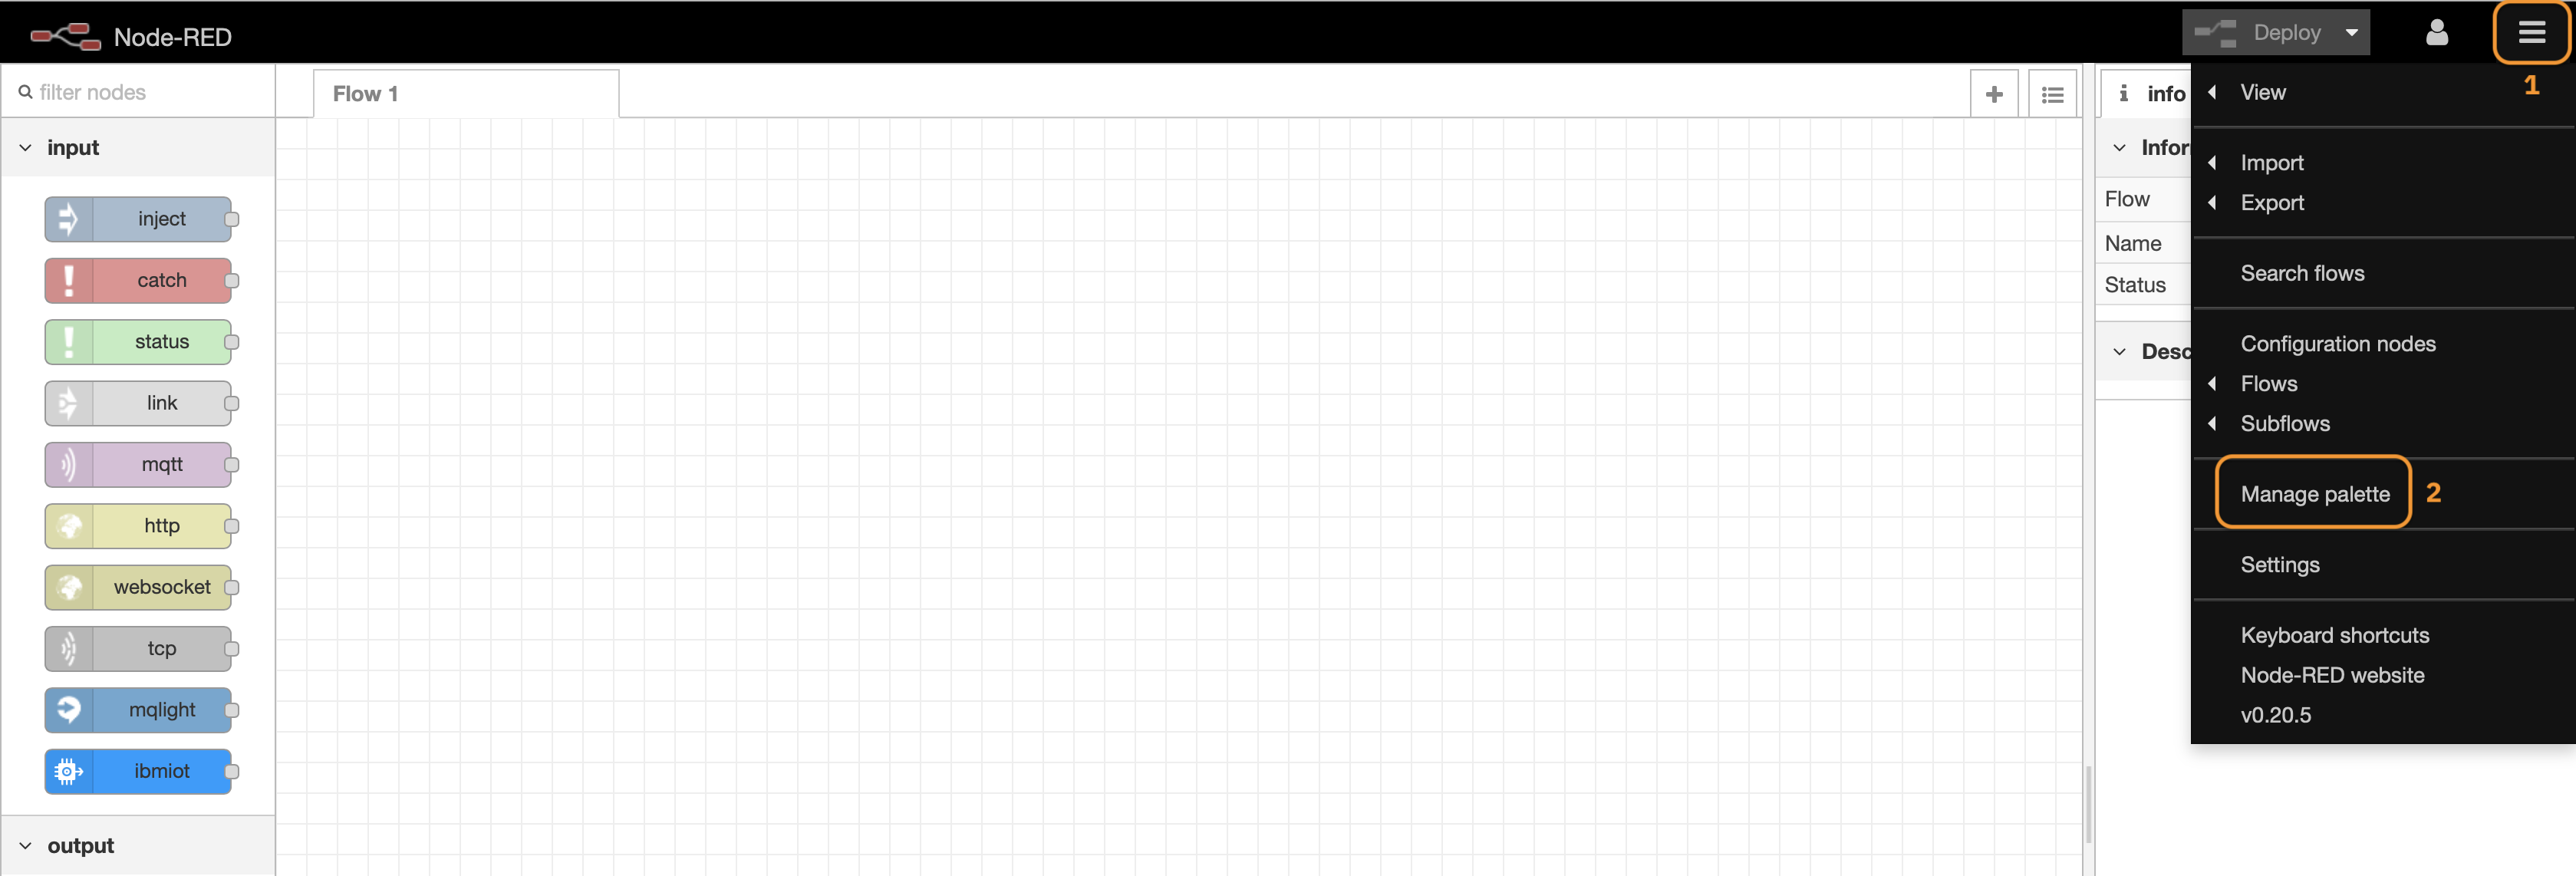 Node-RED
Deploy
1
filter nodes
Flow 1
info
View
input
Infor
Import
Flow
Export
Name
Search flows
Status
Desc
Configuration nodes
Flows
Subflows
Manage palette
2
Settings
Keyboard shortcuts
Node-RED website
v0.20.5
inject
catch
status
link
mqtt
http
websocket
tcp
mqlight
ibmiot
output